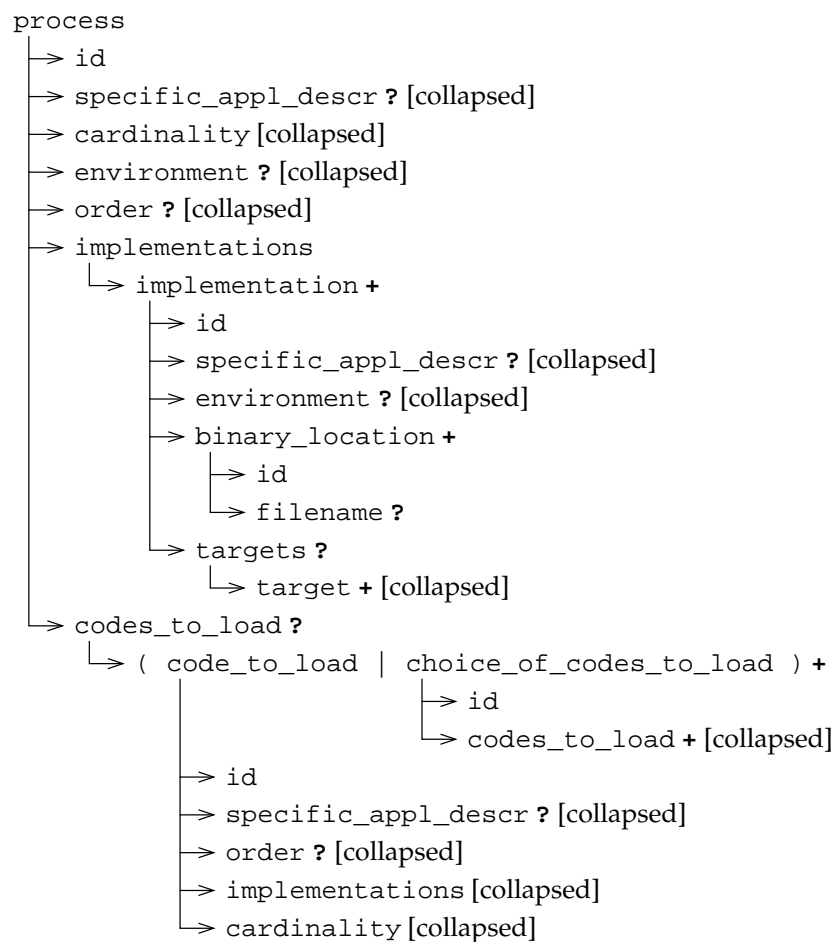 process
id
specific_appl_descr ? [collapsed]
cardinality [collapsed]
environment ? [collapsed]
order ? [collapsed]
implementations
implementation +
id
specific_appl_descr ? [collapsed]
environment ? [collapsed]
binary_location +
id
filename ?
targets ?
target + [collapsed]
codes_to_load ?
( code_to_load | choice_of_codes_to_load ) +
id
codes_to_load + [collapsed]
id
specific_appl_descr ? [collapsed]
order ? [collapsed]
implementations [collapsed]
cardinality [collapsed]